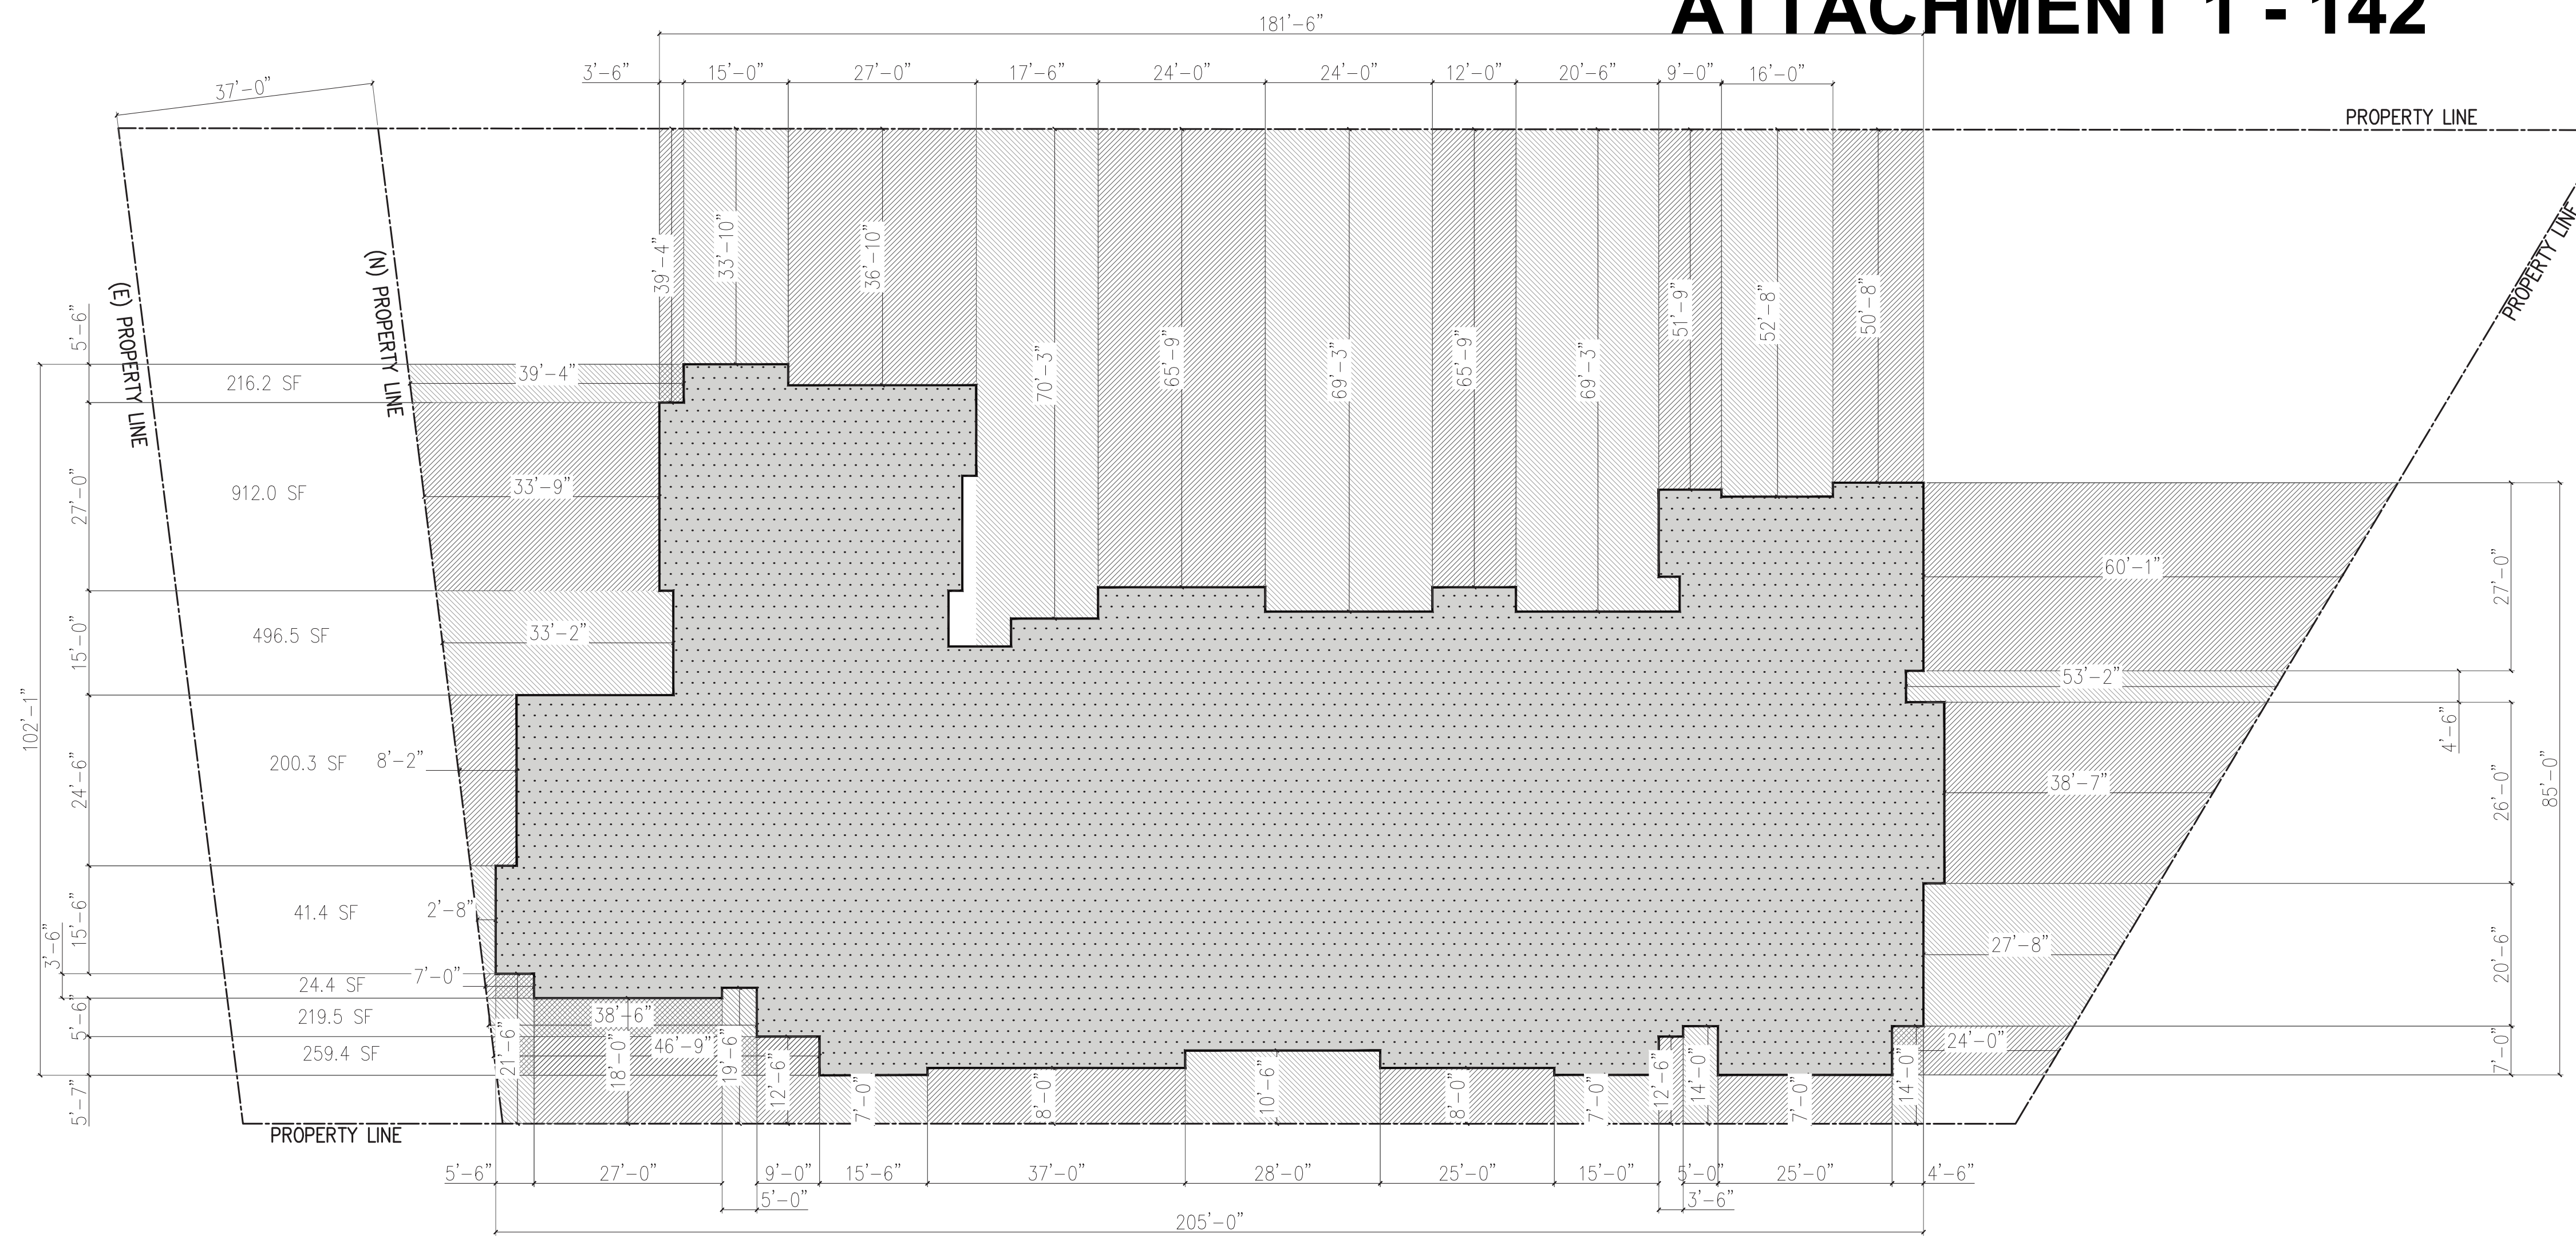 ATTACHMENT 1 - 142
181'-6"
3'-6" 15'-0" 27'-0" 17'-6" 24'-0" 24'-0" 12'-0" 20'-6" 9'-0" 16'-0"
37'-0"
PROPERTY LINE
39'-4" 33'-10" 36'-10" 70'-3" 65'-9" 69'-3" 65'-9" 69'-3" 51'-9" 52'-8" 50'-8"
(E) PROPERTY LINE
(N) PROPERTY LINE
PROPERTY LINE
5'-6"
216.2 SF
39'-4"
27'-0"
912.0 SF
33'-9"
15'-0"
496.5 SF
33'-2"
102'-1"
24'-6"
200.3 SF
8'-2"
15'-6"
41.4 SF
2'-8"
3'-6"
24.4 SF
7'-0"
5'-6"
219.5 SF
38'-6"
259.4 SF
46'-9"
5'-7"
60'-1"
27'-0"
53'-2"
4'-6"
38'-7"
26'-0"
85'-0"
27'-8"
20'-6"
24'-0"
7'-0"
21'-6" 18'-0" 19'-6" 12'-6" 7'-0" 8'-0" 10'-6" 8'-0" 7'-0" 12'-6" 14'-0" 7'-0" 14'-0"
PROPERTY LINE
5'-6" 27'-0" 9'-0" 15'-6" 37'-0" 28'-0" 25'-0" 15'-0" 5'-0" 25'-0" 4'-6"
5'-0" 3'-6"
205'-0"